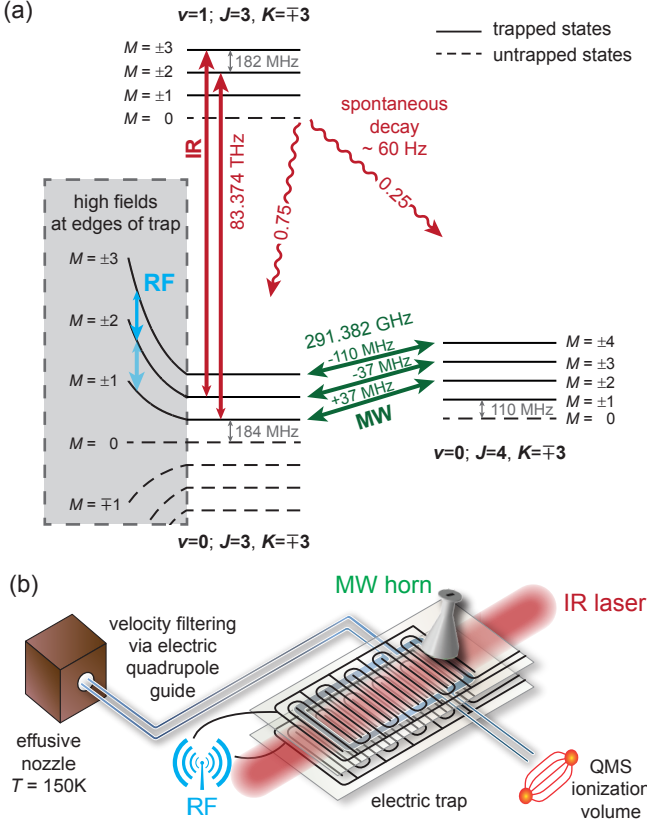 (a)
v=1; J=3, K=∓3
trapped states
untrapped states
M = ±3
M = ±2
M = ±1
M = 0
182 MHz
IR
83.374 THz
spontaneous
decay
~ 60 Hz
0.75
0.25
high fields
at edges of trap
M = ±3
M = ±2
M = ±1
M = 0
M = ∓1
RF
184 MHz
291.382 GHz
-110 MHz
-37 MHz
+37 MHz
MW
M = ±4
M = ±3
M = ±2
M = ±1
M = 0
110 MHz
v=0; J=4, K=∓3
v=0; J=3, K=∓3
(b)
MW horn
IR laser
velocity filtering
via electric
quadrupole
guide
effusive
nozzle
T = 150K
RF
electric trap
QMS
ionization
volume